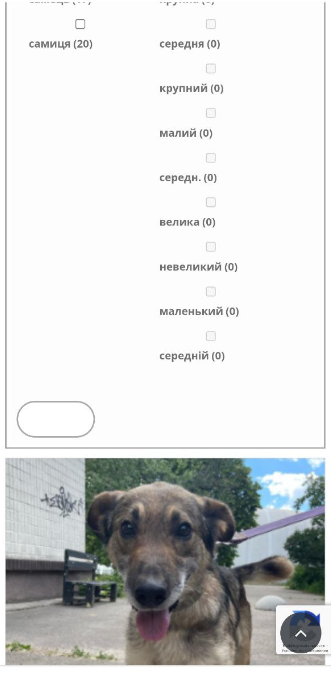 самиця (20)
середня (0)
крупний (0)
малий (0)
середн. (0)
велика (0)
невеликий (0)
маленький (0)
середній (0)